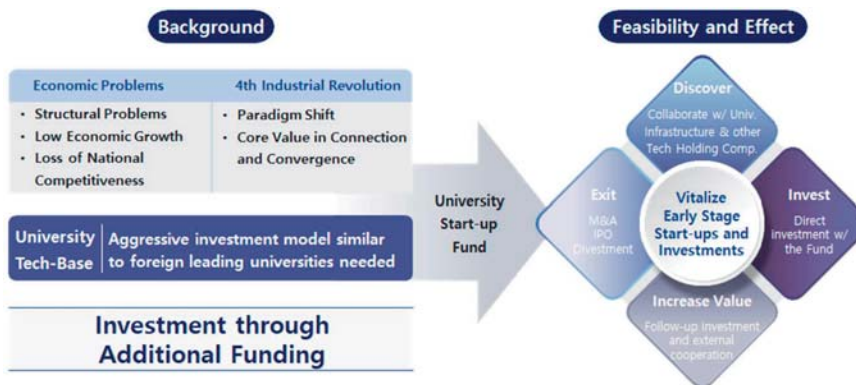 Background
Economic Problems
• Structural Problems
• Low Economic Growth
• Loss of National
Competitiveness
4th Industrial Revolution
• Paradigm Shift
• Core Value in Connection
and Convergence
University
Tech-Base
Aggressive investment model similar
to foreign leading universities needed
Investment through
Additional Funding
University
Start-up
Fund
Feasibility and Effect
Discover
Collaborate w/ Univ.
Infrastructure & other
Tech Holding Comp.
Exit
M&A
IPO
Divestment
Vitalize
Early Stage
Start-ups and
Investments
Invest
Direct
investment w/
the Fund
Increase Value
Follow-up investment
and external
cooperation